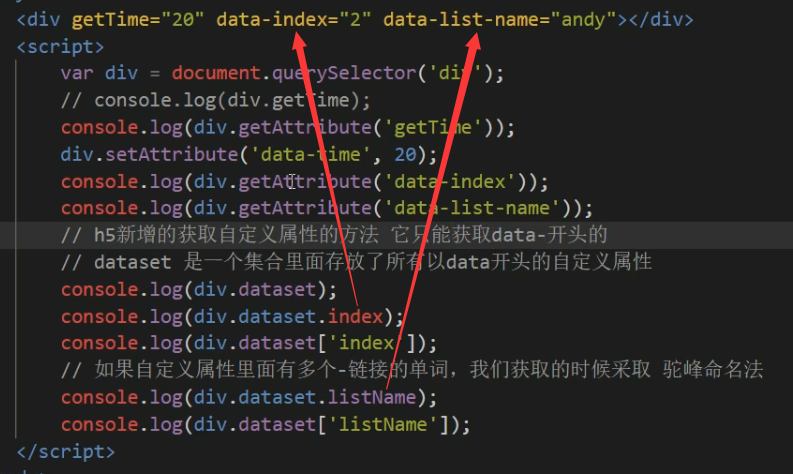 <div getTime="20" data-index="2" data-list-name="andy"></div>
<script>
var div = document.querySelector('div');
// console.log(div.getTime);
console.log(div.getAttribute('getTime'));
div.setAttribute('data-time', 20);
console.log(div.getAttribute('data-index'));
console.log(div.getAttribute('data-list-name'));
// h5新增的获取自定义属性的方法 它只能获取data-开头的
// dataset 是一个集合里面存放了所有以data开头的自定义属性
console.log(div.dataset);
console.log(div.dataset.index);
console.log(div.dataset['index']);
// 如果自定义属性里面有多个-链接的单词，我们获取的时候采取 驼峰命名法
console.log(div.dataset.listName);
console.log(div.dataset['listName']);
</script>